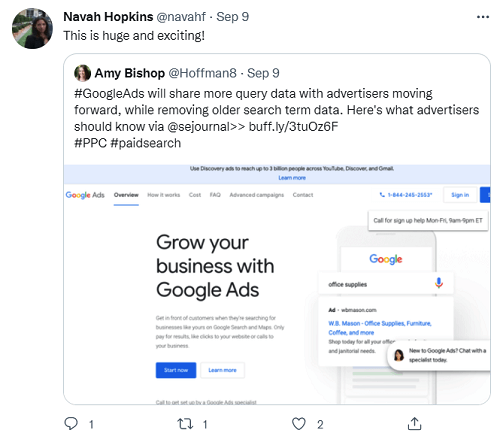 Navah Hopkins @navahf · Sep 9
This is huge and exciting!
Amy Bishop @Hoffman8 · Sep 9
#GoogleAds will share more query data with advertisers moving
forward, while removing older search term data. Here's what advertisers
should know via @sejournal>> buff.ly/3tuOz6F
#PPC #paidsearch
Use Discovery ads to reach up to 3 billion people across YouTube, Discover, and Gmail.
Learn more
Google Ads Overview How it works Cost FAQ Advanced campaigns Contact 1-844-245-2553* Sign in
Call for sign up help Mon-Fri, 9am-9pm ET
Grow your
business with
Google Ads
Get in front of customers when they're searching for
businesses like yours on Google Search and Maps. Only
pay for results, like clicks to your website or calls to
your business.
Start now Learn more
Call to get set up by a Google Ads specialist
Google
office supplies
Ad · wbmason.com
W.B. Mason - Office Supplies, Furniture,
Coffee, and more
Shop today for all your office
and janitorial needs.
New to Google Ads? Chat with a
specialist today.
1 1 2